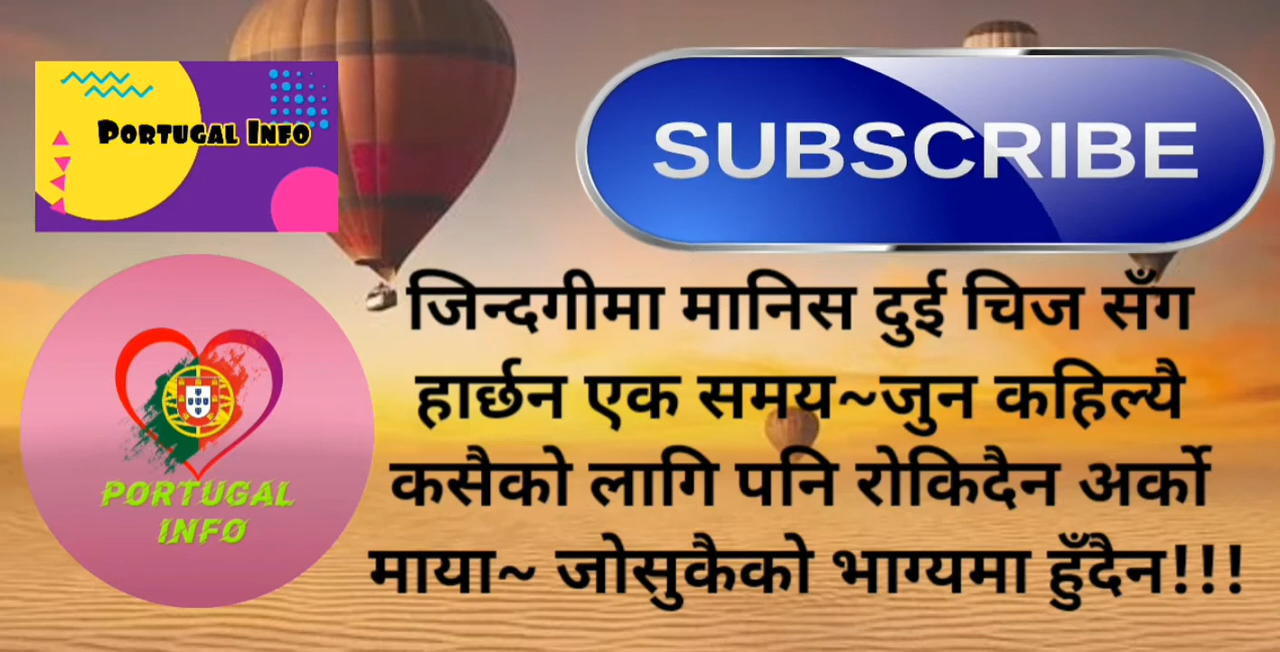 PORTUGAL INFO
SUBSCRIBE
PORTUGAL
INFO
जिन्दगीमा मानिस दुई चिज सँग
हार्छन एक समय~जुन कहिल्यै
कसैको लागि पनि रोकिदैन अर्को
माया~ जोसुकैको भाग्यमा हुँदैन!!!